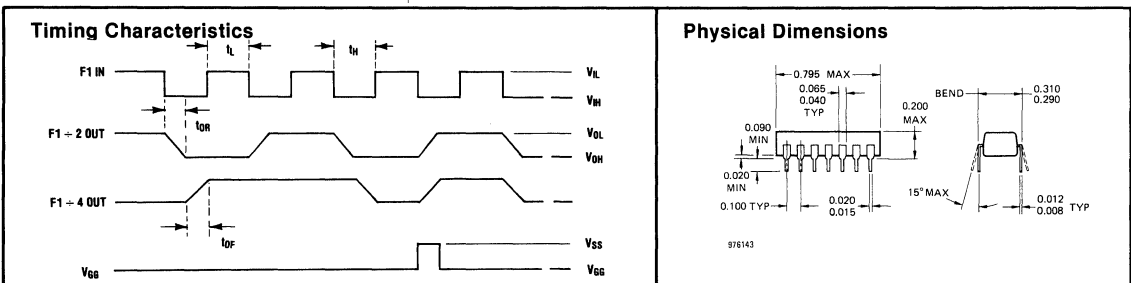 Timing Characteristics
tL
tH
F1 IN
VIL
VIH
tOR
F1 ÷ 2 OUT
VOL
VOH
F1 ÷ 4 OUT
tOF
VSS
VGG
VGG
Physical Dimensions
0.795 MAX
0.065
0.040
TYP
BEND
0.310
0.290
0.200
MAX
0.090
MIN
0.020
MIN
15° MAX
0.100 TYP
0.020
0.015
0.012
0.008
TYP
976143